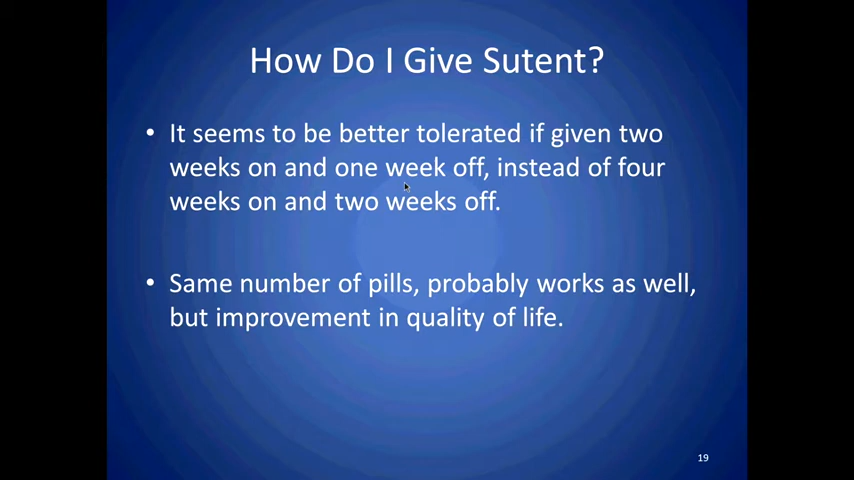 How Do I Give Sutent?
• It seems to be better tolerated if given two
weeks on and one week off, instead of four
weeks on and two weeks off.
• Same number of pills, probably works as well,
but improvement in quality of life.
19